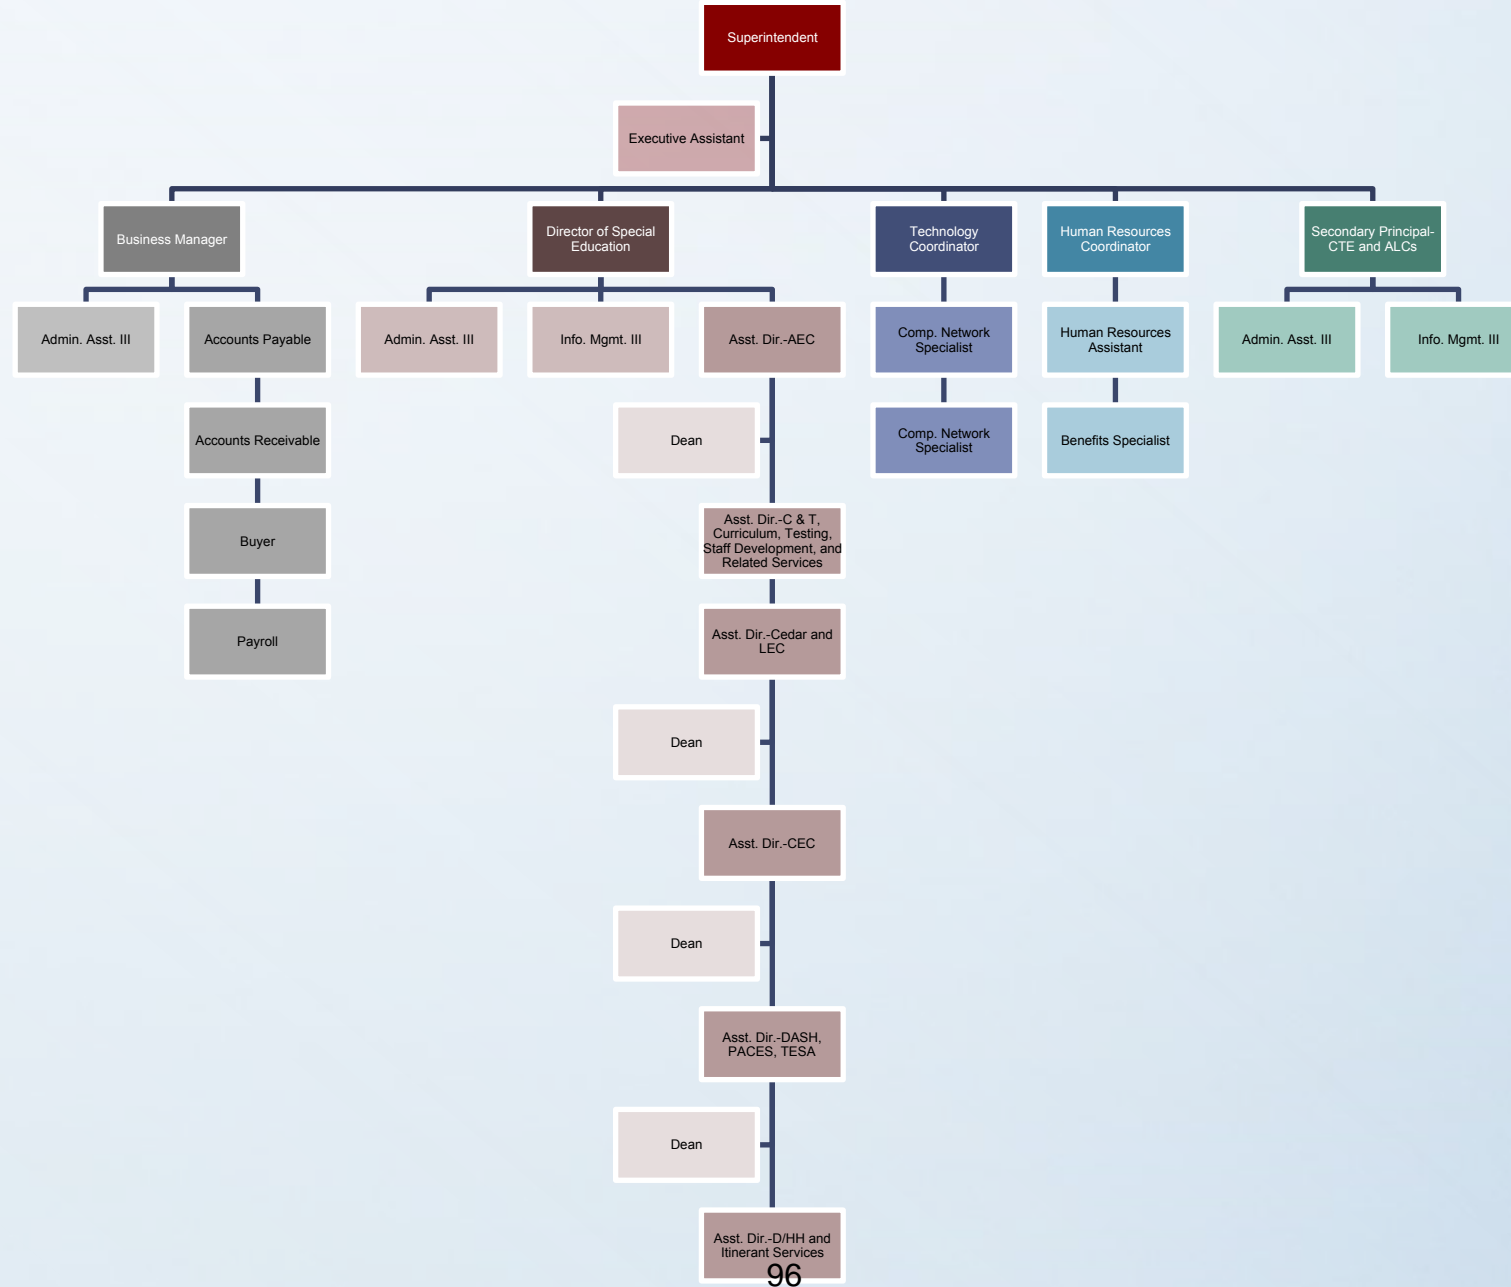 Superintendent
Executive Assistant
Business Manager
Director of Special
Education
Technology
Coordinator
Human Resources
Coordinator
Secondary Principal-
CTE and ALCs
Admin. Asst. III
Accounts Payable
Admin. Asst. III
Info. Mgmt. III
Asst. Dir.-AEC
Comp. Network
Specialist
Human Resources
Assistant
Admin. Asst. III
Info. Mgmt. III
Accounts Receivable
Dean
Comp. Network
Specialist
Benefits Specialist
Buyer
Asst. Dir.-C & T,
Curriculum, Testing,
Staff Development, and
Related Services
Payroll
Asst. Dir.-Cedar and
LEC
Dean
Asst. Dir.-CEC
Dean
Asst. Dir.-DASH,
PACES, TESA
Dean
Asst. Dir.-D/HH and
Itinerant Services
96